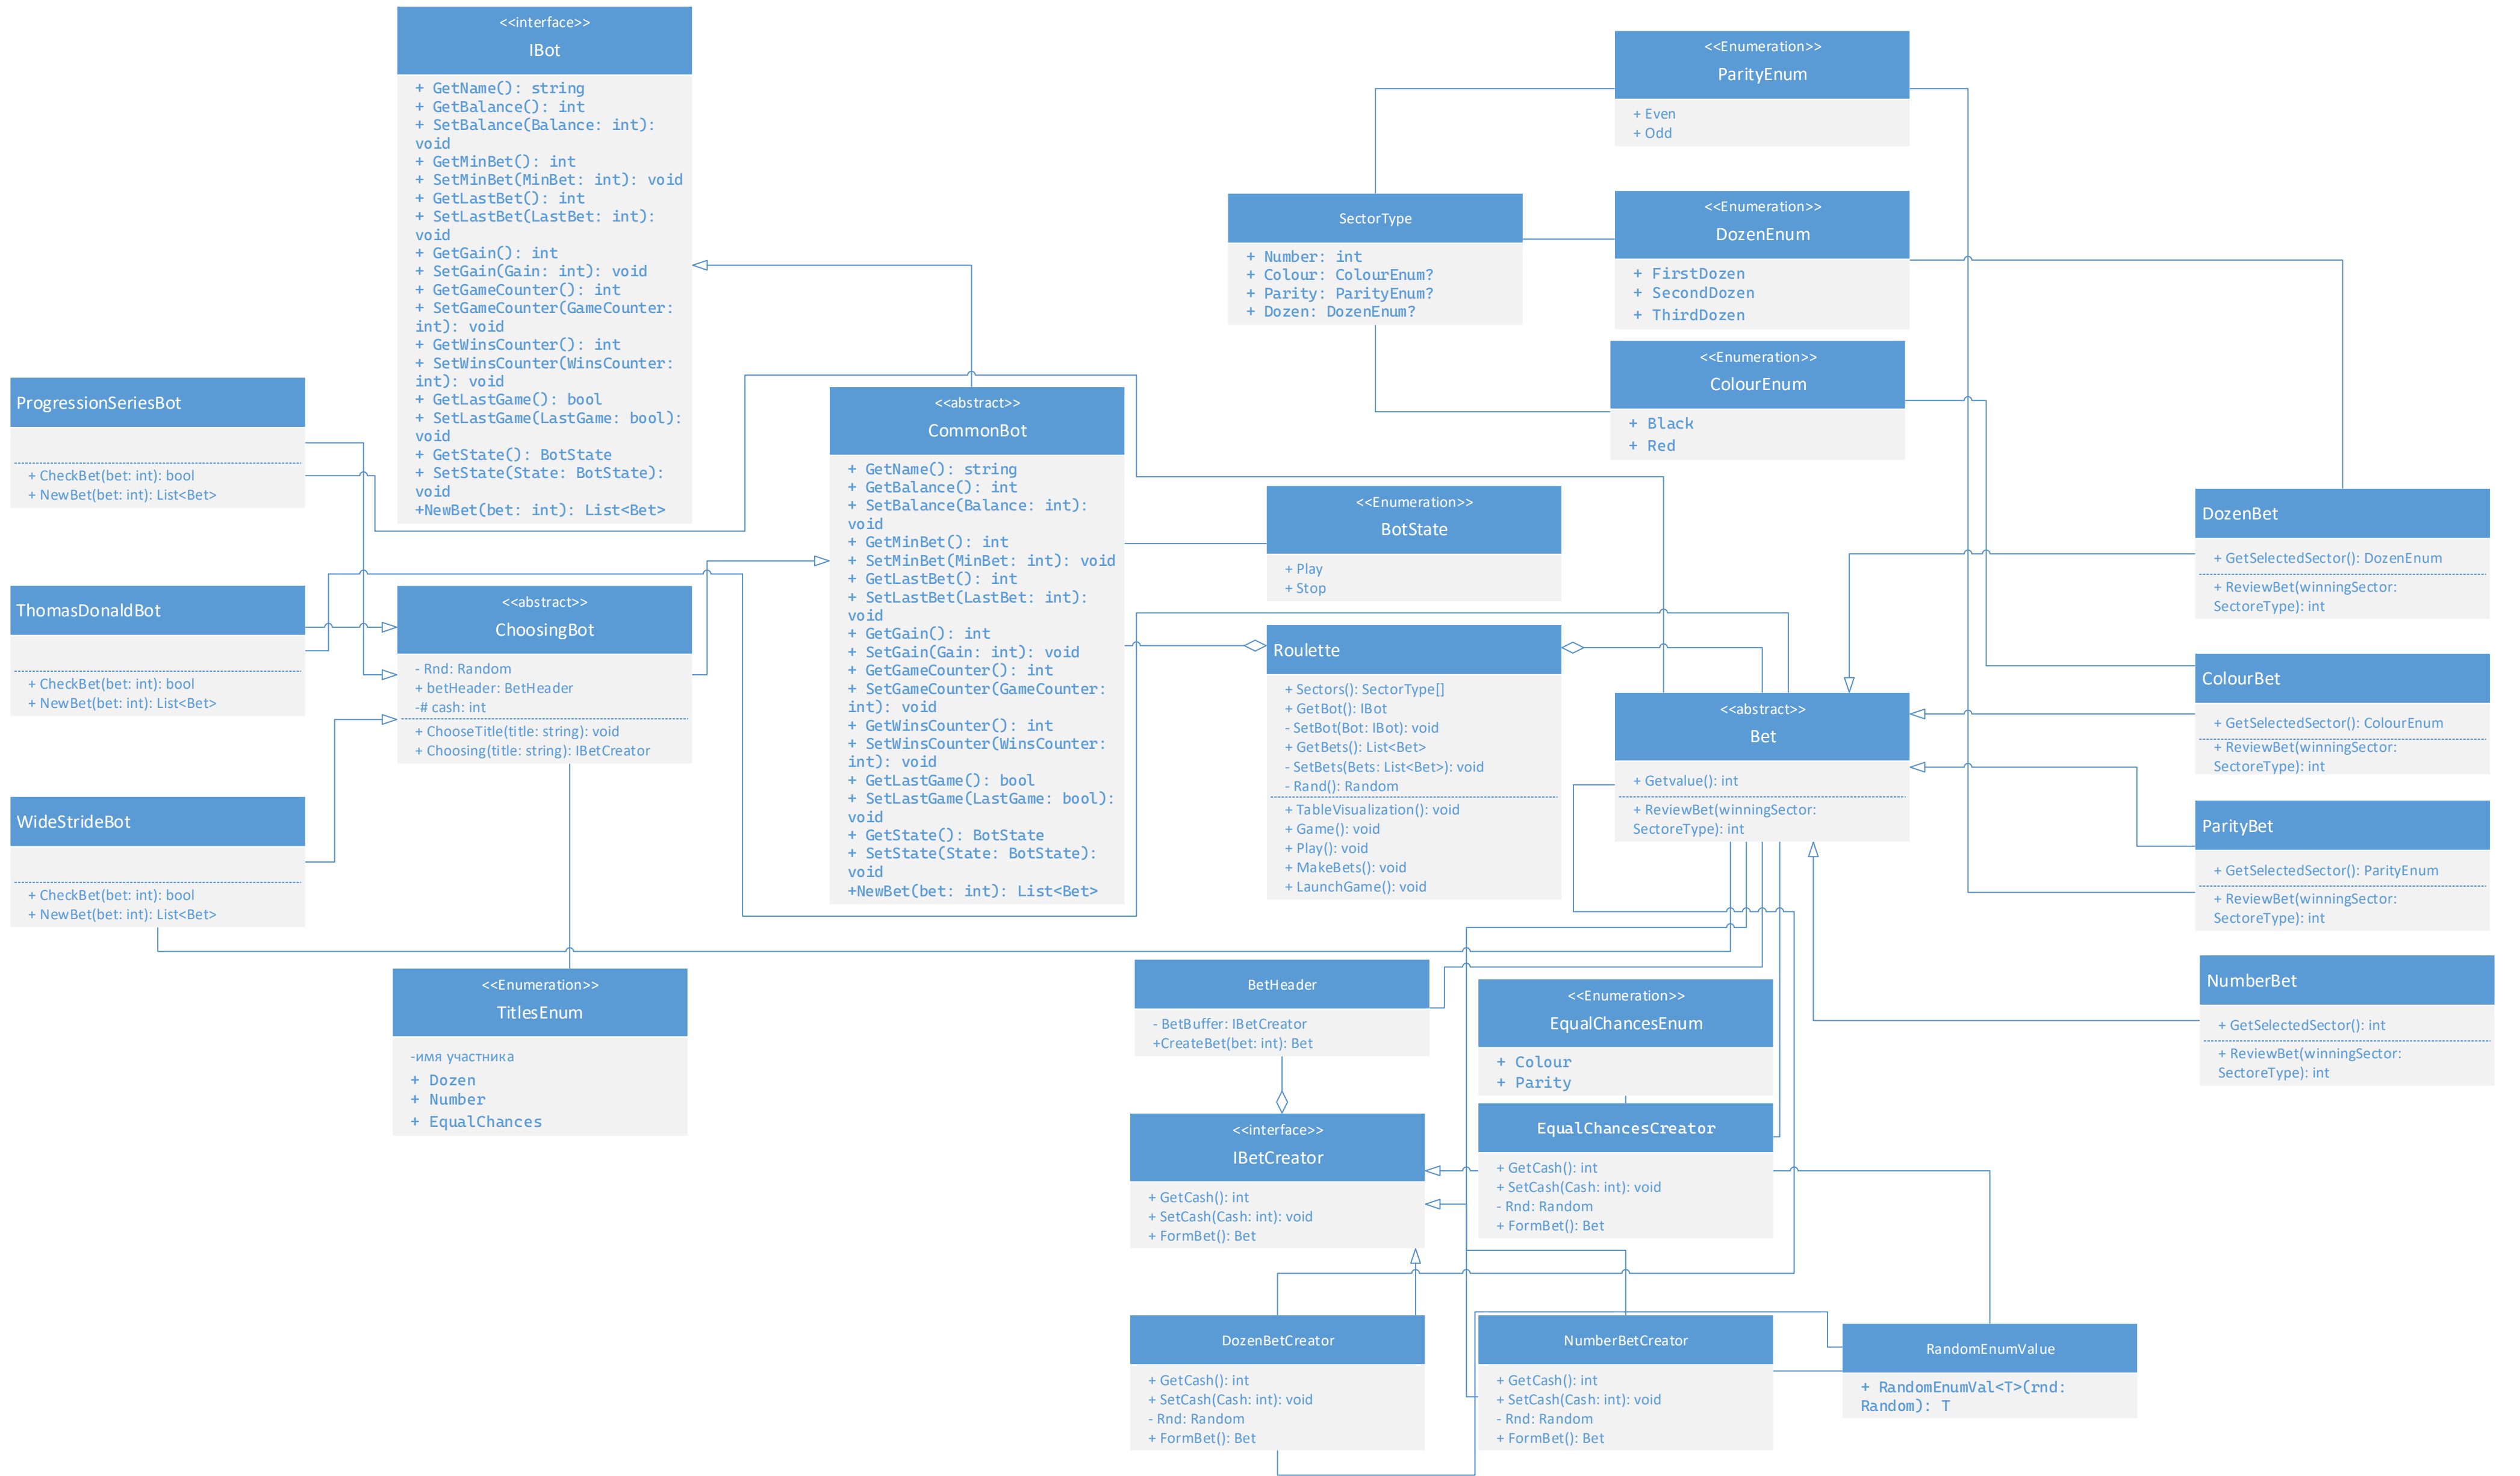 <<interface>>
IBot
+ GetName(): string
+ GetBalance(): int
+ SetBalance(Balance: int):
void
+ GetMinBet(): int
+ SetMinBet(MinBet: int): void
+ GetLastBet(): int
+ SetLastBet(LastBet: int):
void
+ GetGain(): int
+ SetGain(Gain: int): void
+ GetGameCounter(): int
+ SetGameCounter(GameCounter:
int): void
+ GetWinsCounter(): int
+ SetWinsCounter(WinsCounter:
int): void
+ GetLastGame(): bool
+ SetLastGame(LastGame: bool):
void
+ GetState(): BotState
+ SetState(State: BotState):
void
+NewBet(bet: int): List<Bet>
<<Enumeration>>
ParityEnum
+ Even
+ Odd
SectorType
+ Number: int
+ Colour: ColourEnum?
+ Parity: ParityEnum?
+ Dozen: DozenEnum?
<<Enumeration>>
DozenEnum
+ FirstDozen
+ SecondDozen
+ ThirdDozen
<<Enumeration>>
ColourEnum
+ Black
+ Red
ProgressionSeriesBot
+ CheckBet(bet: int): bool
+ NewBet(bet: int): List<Bet>
<<abstract>>
CommonBot
+ GetName(): string
+ GetBalance(): int
+ SetBalance(Balance: int):
void
+ GetMinBet(): int
+ SetMinBet(MinBet: int): void
+ GetLastBet(): int
+ SetLastBet(LastBet: int):
void
+ GetGain(): int
+ SetGain(Gain: int): void
+ GetGameCounter(): int
+ SetGameCounter(GameCounter:
int): void
+ GetWinsCounter(): int
+ SetWinsCounter(WinsCounter:
int): void
+ GetLastGame(): bool
+ SetLastGame(LastGame: bool):
void
+ GetState(): BotState
+ SetState(State: BotState):
void
+NewBet(bet: int): List<Bet>
<<Enumeration>>
BotState
+ Play
+ Stop
DozenBet
+ GetSelectedSector(): DozenEnum
+ ReviewBet(winningSector:
SectoreType): int
ThomasDonaldBot
+ CheckBet(bet: int): bool
+ NewBet(bet: int): List<Bet>
<<abstract>>
ChoosingBot
- Rnd: Random
+ betHeader: BetHeader
-# cash: int
+ ChooseTitle(title: string): void
+ Choosing(title: string): IBetCreator
Roulette
+ Sectors(): SectorType[]
+ GetBot(): IBot
- SetBot(Bot: IBot): void
+ GetBets(): List<Bet>
- SetBets(Bets: List<Bet>): void
- Rand(): Random
+ TableVisualization(): void
+ Game(): void
+ Play(): void
+ MakeBets(): void
+ LaunchGame(): void
<<abstract>>
Bet
+ Getvalue(): int
+ ReviewBet(winningSector:
SectoreType): int
ColourBet
+ GetSelectedSector(): ColourEnum
+ ReviewBet(winningSector:
SectoreType): int
WideStrideBot
+ CheckBet(bet: int): bool
+ NewBet(bet: int): List<Bet>
ParityBet
+ GetSelectedSector(): ParityEnum
+ ReviewBet(winningSector:
SectoreType): int
<<Enumeration>>
TitlesEnum
-имя участника
+ Dozen
+ Number
+ EqualChances
BetHeader
- BetBuffer: IBetCreator
+CreateBet(bet: int): Bet
<<Enumeration>>
EqualChancesEnum
+ Colour
+ Parity
NumberBet
+ GetSelectedSector(): int
+ ReviewBet(winningSector:
SectoreType): int
<<interface>>
IBetCreator
+ GetCash(): int
+ SetCash(Cash: int): void
+ FormBet(): Bet
EqualChancesCreator
+ GetCash(): int
+ SetCash(Cash: int): void
- Rnd: Random
+ FormBet(): Bet
DozenBetCreator
+ GetCash(): int
+ SetCash(Cash: int): void
- Rnd: Random
+ FormBet(): Bet
NumberBetCreator
+ GetCash(): int
+ SetCash(Cash: int): void
- Rnd: Random
+ FormBet(): Bet
RandomEnumValue
+ RandomEnumVal<T>(rnd:
Random): T